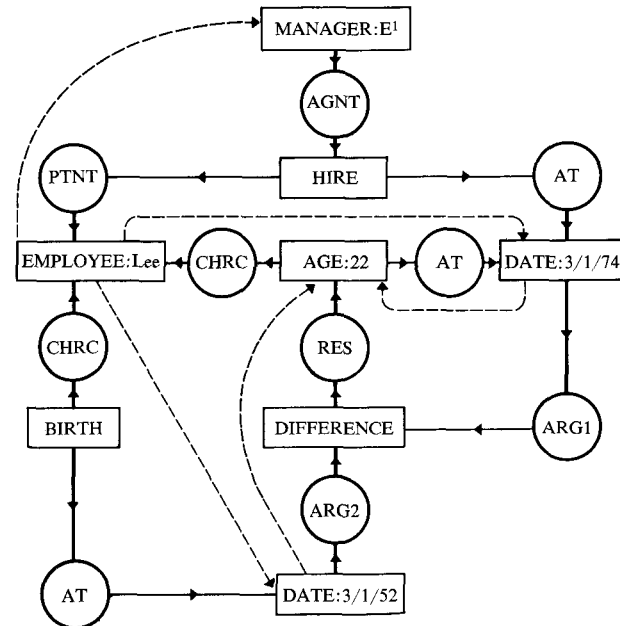 MANAGER:E¹
AGNT
PTNT
HIRE
AT
EMPLOYEE:Lee
CHRC
AGE:22
AT
DATE:3/1/74
CHRC
RES
BIRTH
DIFFERENCE
ARG1
ARG2
AT
DATE:3/1/52